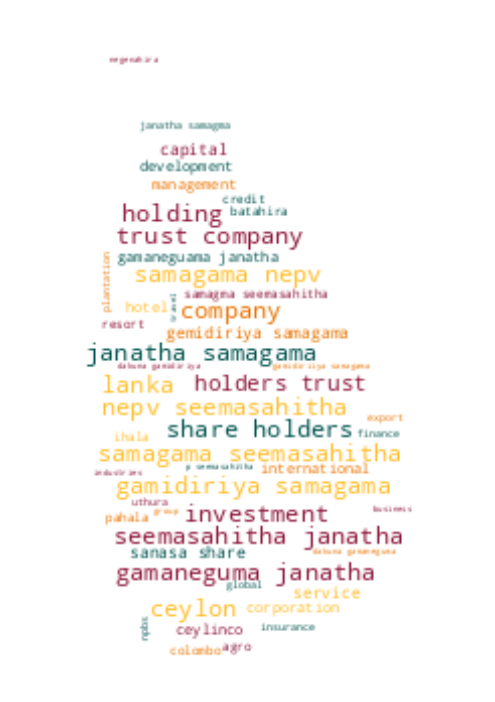 negenahira
janatha samagma
capital
development
management
credit
holding batahira
trust company
gamaneguama janatha
plantation
samagama nepv
samagma seemasahitha
hotel
travel
company
resort
gemidiriya samagama
janatha samagama
dakuna gamidiriya
gamidiriya samagama
lanka holders trust
nepv seemasahitha
export
share holders finance
ihala
samagama seemasahitha
industries
p seemasahitha
international
gamidiriya samagama
uthura
pahala group investment business
seemasahitha janatha
sanasa share
dakuna gamaneguma
gamaneguma janatha
global
service
ceylon corporation
npbs
ceylinco insurance
colombo agro